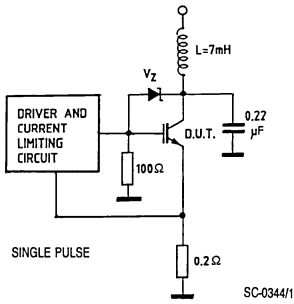 L=7mH
V_Z
DRIVER AND
CURRENT
LIMITING
CIRCUIT
D.U.T.
0.22
µF
100Ω
SINGLE PULSE
0.2Ω
SC-0344/1